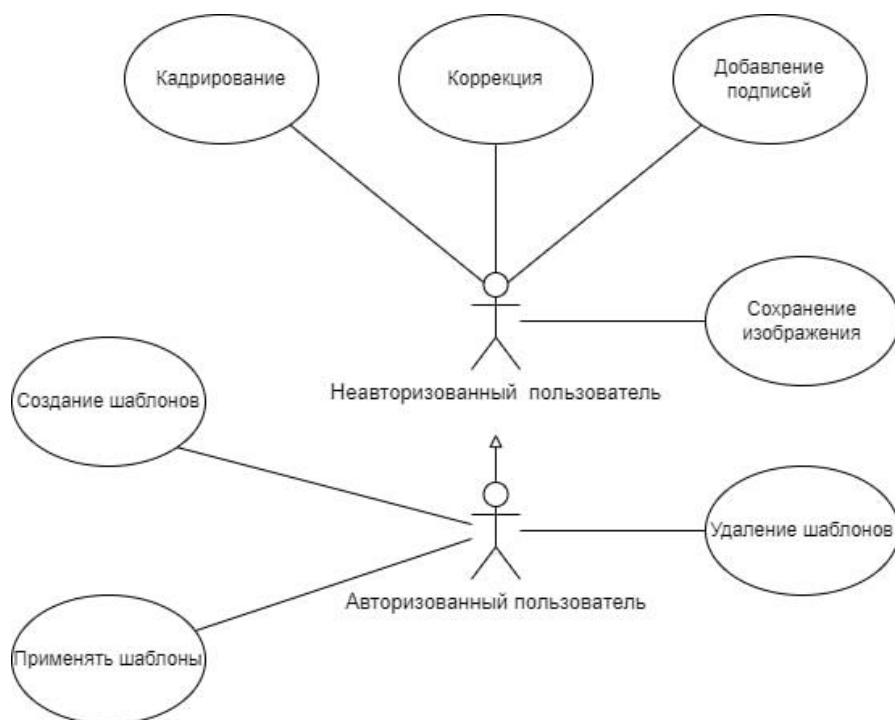 Кадрирование
Коррекция
Добавление
подписей
Сохранение
изображения
Неавторизованный пользователь
Создание шаблонов
Удаление шаблонов
Авторизованный пользователь
Применять шаблоны